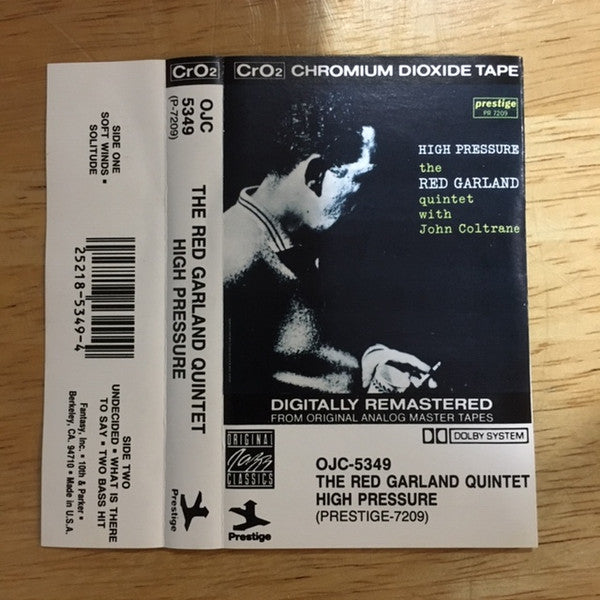 SIDE ONE
SOFT WINDS ▪
SOLITUDE
25218-5349-4
SIDE TWO
UNDECIDED ▪ WHAT IS THERE
TO SAY ▪ TWO BASS HIT
Fantasy, Inc. ▪ 10th & Parker ▪
Berkeley, CA. 94710 ▪ Made in U.S.A.
CrO2
OJC
5349
(P-7209)
THE RED GARLAND QUINTET
HIGH PRESSURE
Prestige
CrO2 CHROMIUM DIOXIDE TAPE
prestige
PR 7209
HIGH PRESSURE
the
RED GARLAND
quintet
with
John Coltrane
DIGITALLY REMASTERED
FROM ORIGINAL ANALOG MASTER TAPES
DOLBY SYSTEM
ORIGINAL
Jazz
CLASSICS
Prestige
OJC-5349
THE RED GARLAND QUINTET
HIGH PRESSURE
(PRESTIGE-7209)